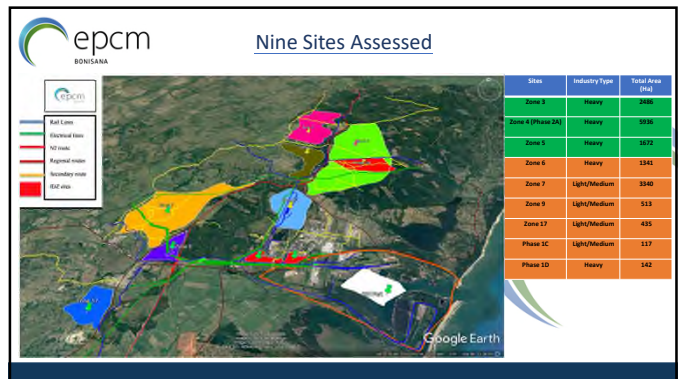 epcm
BONISANA
Nine Sites Assessed
epcm
Rail Lines
Electrical lines
N2 route
Regional routes
Secondary route
IDZ sites
Google Earth
Sites Industry Type Total Area (Ha)
Zone 3 Heavy 2486
Zone 4 (Phase 2A) Heavy 5936
Zone 5 Heavy 1672
Zone 6 Heavy 1341
Zone 7 Light/Medium 3340
Zone 9 Light/Medium 513
Zone 17 Light/Medium 435
Phase 1C Light/Medium 117
Phase 1D Heavy 142